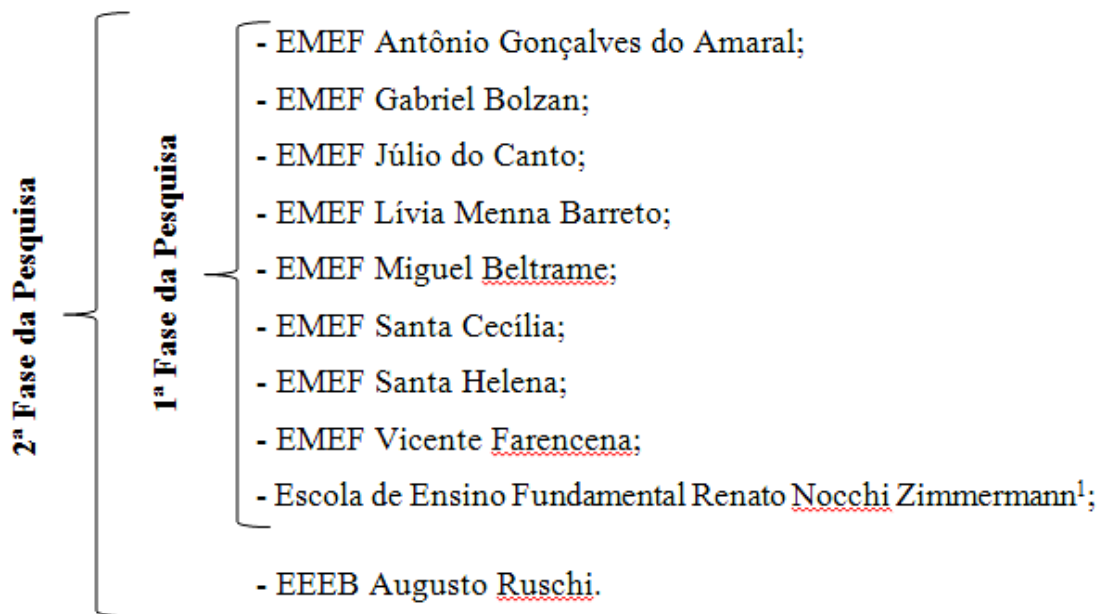 2ª Fase da Pesquisa
1ª Fase da Pesquisa
- EMEF Antônio Gonçalves do Amaral;
- EMEF Gabriel Bolzan;
- EMEF Júlio do Canto;
- EMEF Lívia Menna Barreto;
- EMEF Miguel Beltrame;
- EMEF Santa Cecília;
- EMEF Santa Helena;
- EMEF Vicente Farencena;
- Escola de Ensino Fundamental Renato Nocchi Zimmermann¹;
- EEEB Augusto Ruschi.